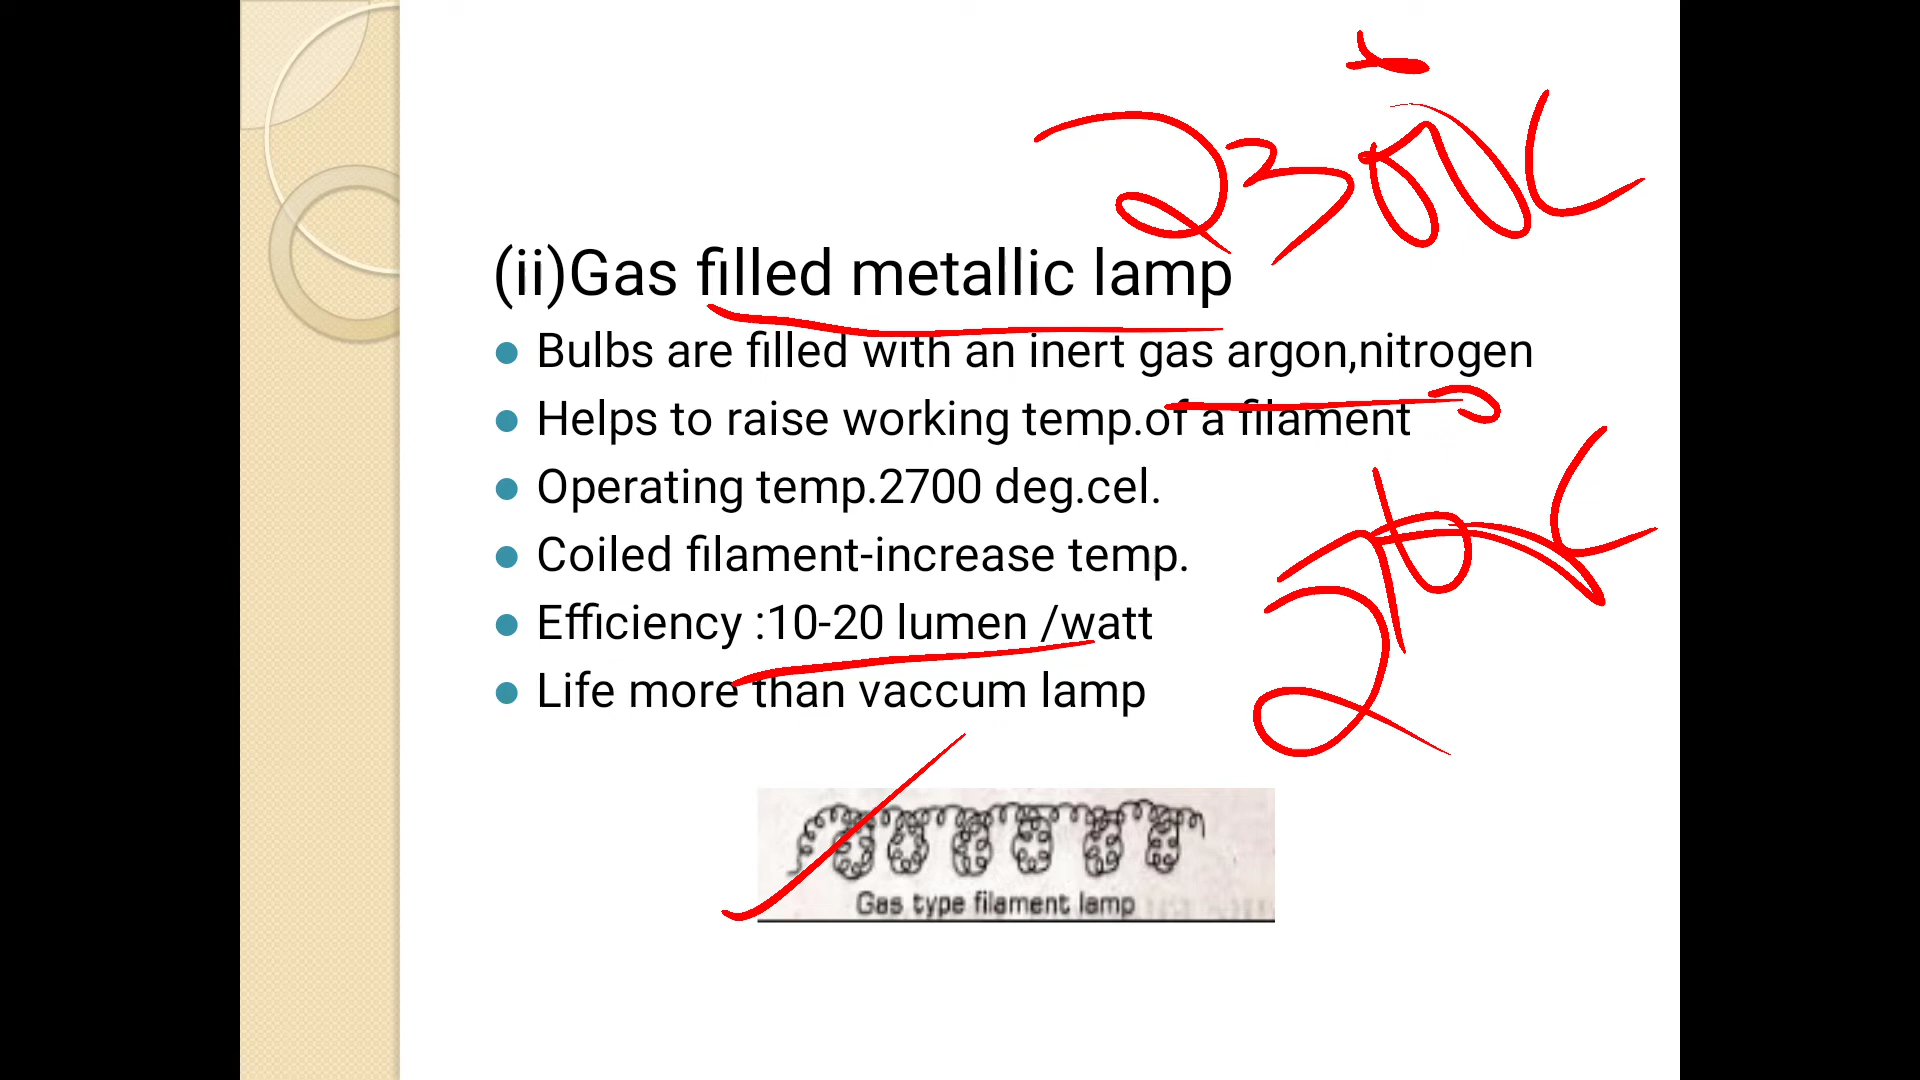 2300C
(ii)Gas filled metallic lamp
Bulbs are filled with an inert gas argon,nitrogen
Helps to raise working temp.of a filament
Operating temp.2700 deg.cel.
Coiled filament-increase temp.
Efficiency :10-20 lumen /watt
Life more than vaccum lamp
Gas type filament lamp